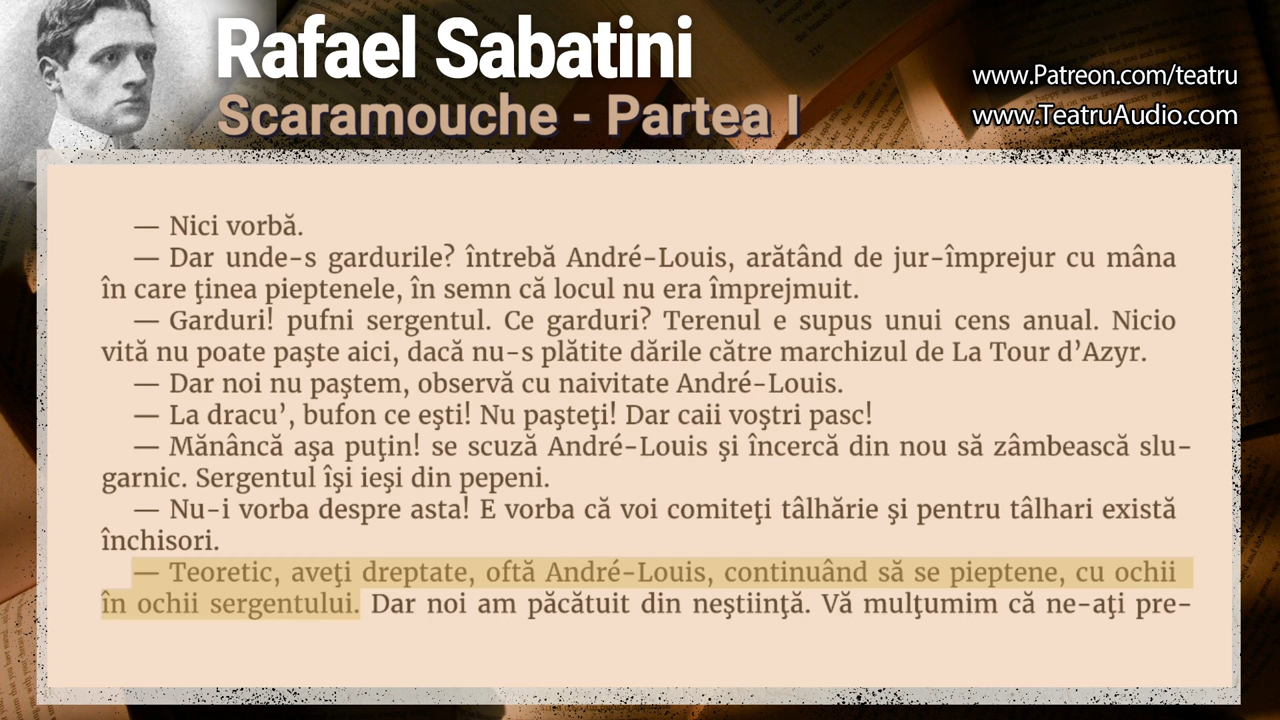 Rafael Sabatini
Scaramouche - Partea I
www.Patreon.com/teatru
www.TeatruAudio.com
— Nici vorbă.
— Dar unde-s gardurile? întrebă André-Louis, arătând de jur-împrejur cu mâna
în care ţinea pieptenele, în semn că locul nu era împrejmuit.
— Garduri! pufni sergentul. Ce garduri? Terenul e supus unui cens anual. Nicio
vită nu poate paşte aici, dacă nu-s plătite dările către marchizul de La Tour d’Azyr.
— Dar noi nu paştem, observă cu naivitate André-Louis.
— La dracu’, bufon ce eşti! Nu paşteţi! Dar caii voştri pasc!
— Mănâncă aşa puţin! se scuză André-Louis şi încercă din nou să zâmbească slu-
garnic. Sergentul îşi ieşi din pepeni.
— Nu-i vorba despre asta! E vorba că voi comiteţi tâlhărie şi pentru tâlhari există
închisori.
— Teoretic, aveţi dreptate, oftă André-Louis, continuând să se pieptene, cu ochii
în ochii sergentului. Dar noi am păcătuit din neştiinţă. Vă mulţumim că ne-aţi pre-